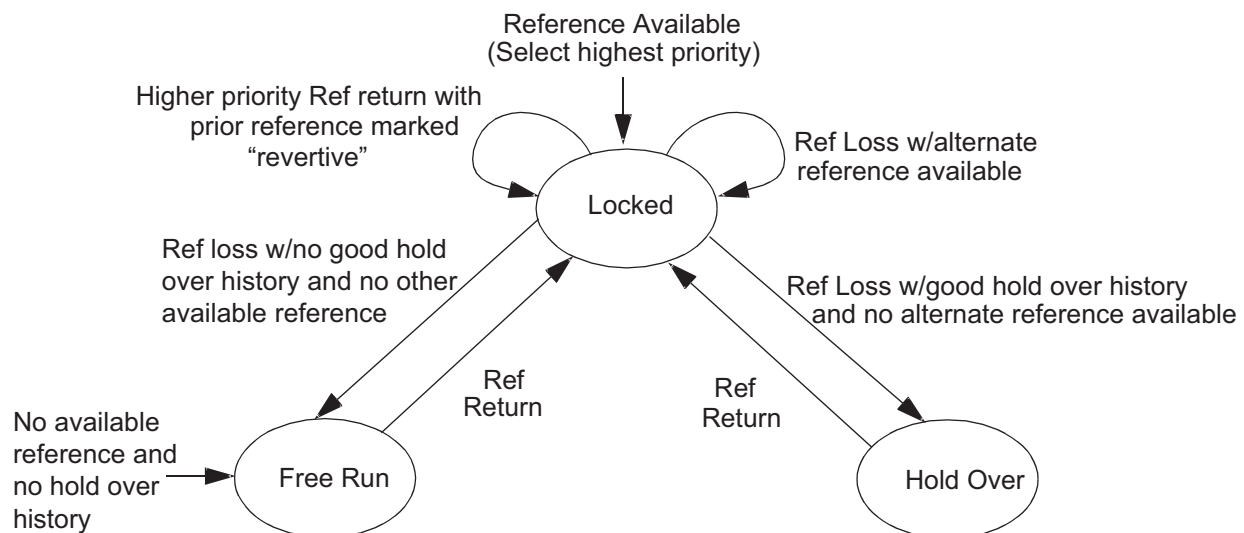 Reference Available
(Select highest priority)
Higher priority Ref return with
prior reference marked
“revertive”
Ref Loss w/alternate
reference available
Locked
Ref loss w/no good hold
over history and no other
available reference
Ref Loss w/good hold over history
and no alternate reference available
Ref
Return
Ref
Return
No available
reference and
no hold over
history
Free Run
Hold Over